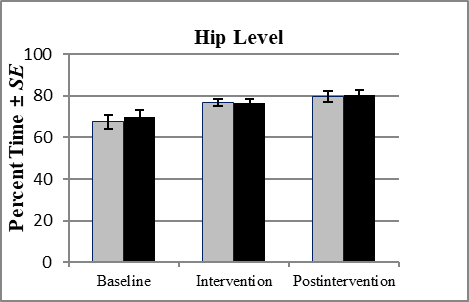 Hip Level
Percent Time ± SE
100
80
60
40
20
0
Baseline Intervention Postintervention